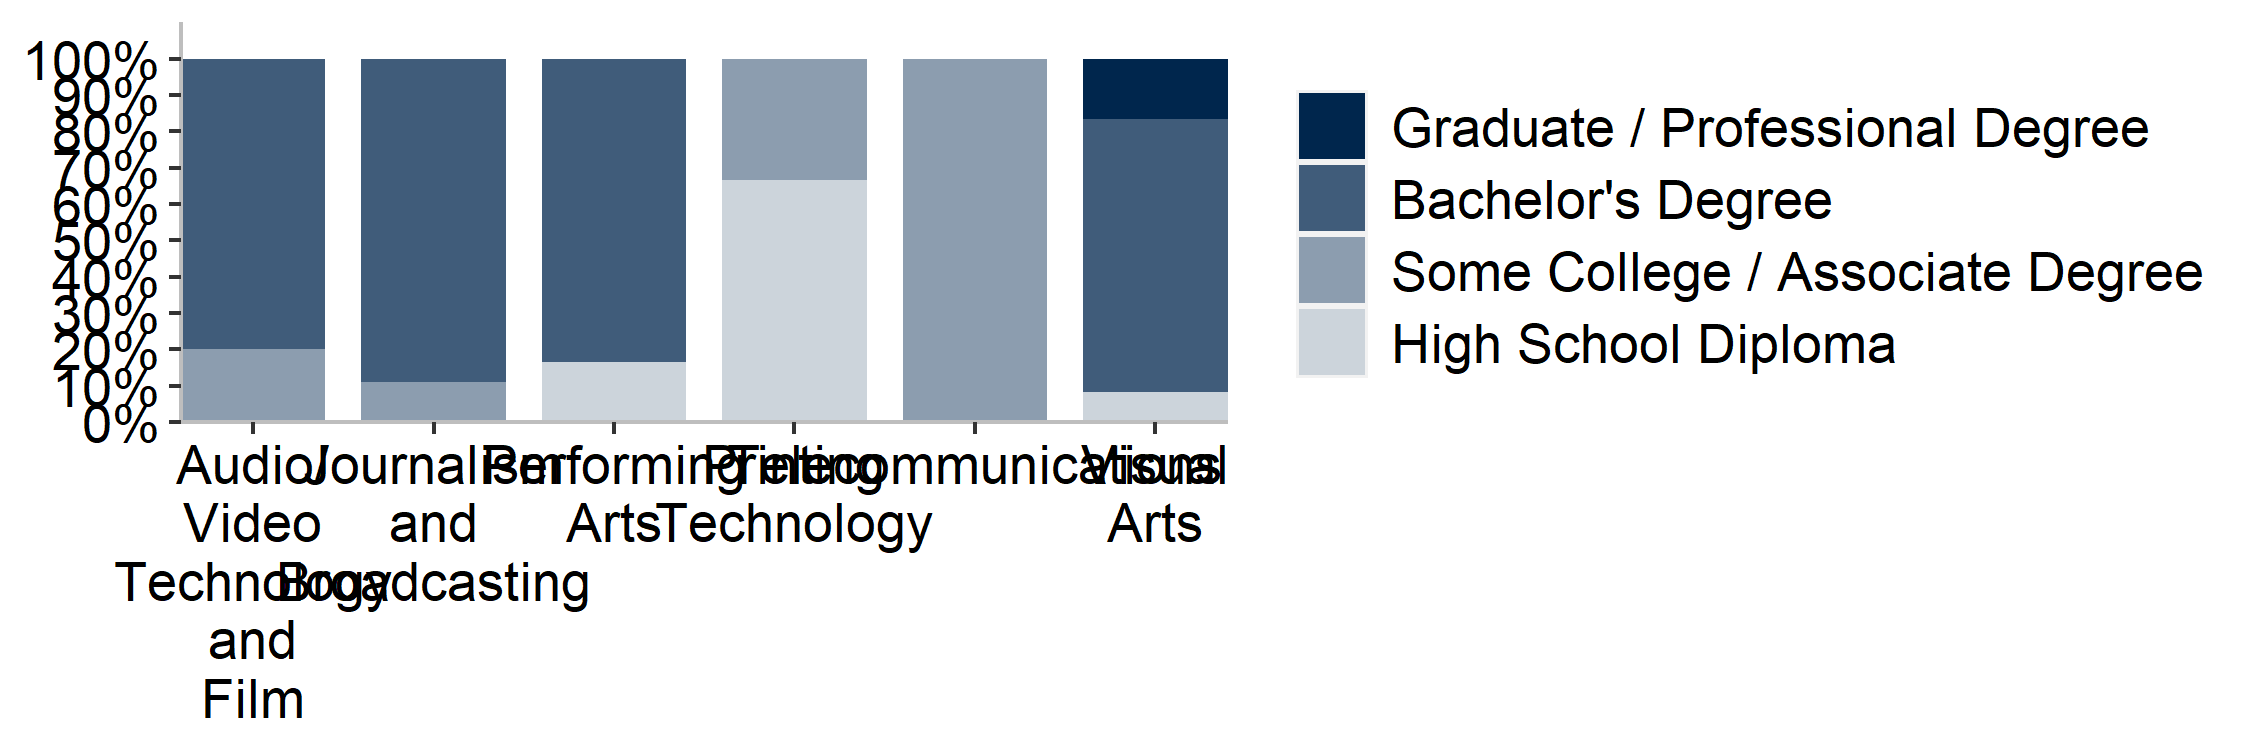 100%
90%
80%
70%
60%
50%
40%
30%
20%
10%
0%
Audio/
Video
Technology
and
Film
Journalism
and
Broadcasting
Performing
Arts
Printing
Technology
Telecommunications
Visual
Arts
Graduate / Professional Degree
Bachelor's Degree
Some College / Associate Degree
High School Diploma